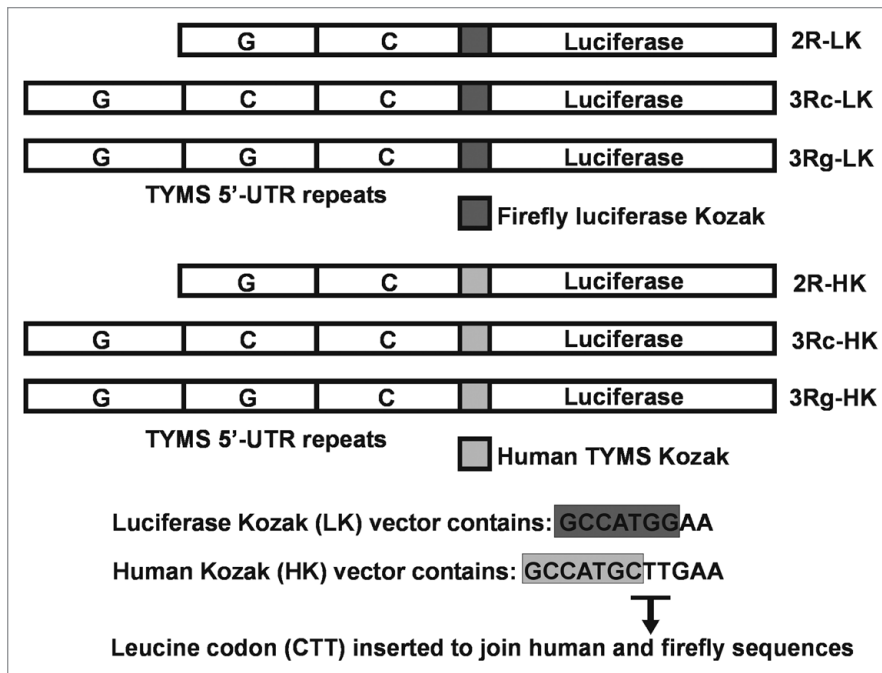 G C Luciferase 2R-LK
G C C Luciferase 3Rc-LK
G G C Luciferase 3Rg-LK
TYMS 5'-UTR repeats
Firefly luciferase Kozak
G C Luciferase 2R-HK
G C C Luciferase 3Rc-HK
G G C Luciferase 3Rg-HK
TYMS 5'-UTR repeats
Human TYMS Kozak
Luciferase Kozak (LK) vector contains: GCCATGGAA
Human Kozak (HK) vector contains: GCCATGCTTGAA
Leucine codon (CTT) inserted to join human and firefly sequences